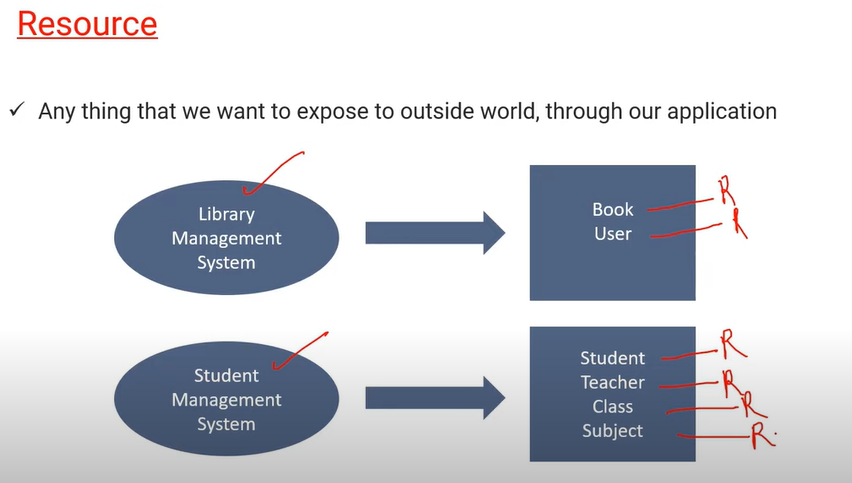 Resource
✓ Any thing that we want to expose to outside world, through our application
Library
Management
System
Book R
User R
Student
Management
System
Student R
Teacher R
Class R
Subject R